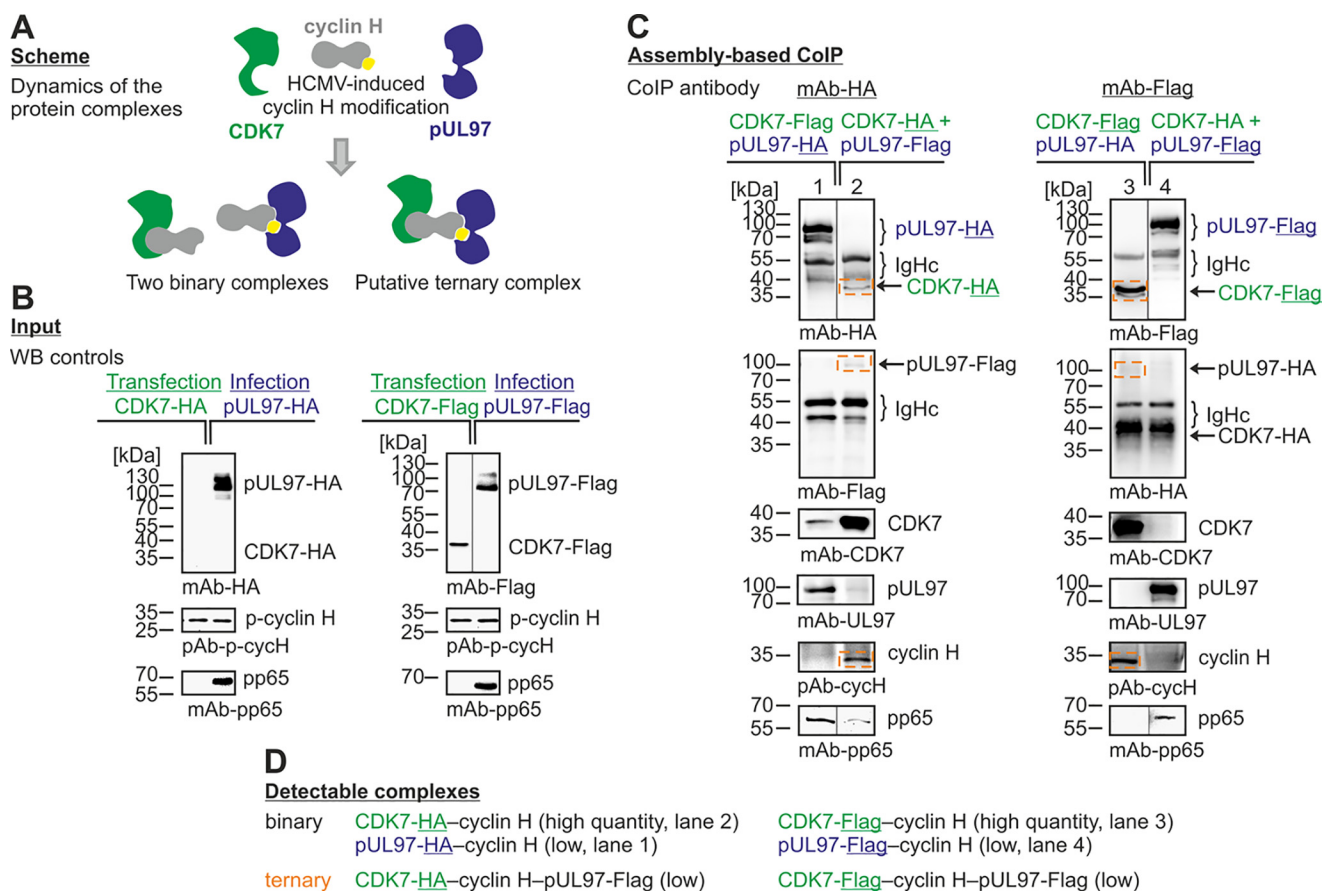 A
Scheme
Dynamics of the
protein complexes
cyclin H
HCMV-induced
cyclin H modification
CDK7
pUL97
Two binary complexes
Putative ternary complex
B
Input
WB controls
Transfection Infection
CDK7-HA pUL97-HA
[kDa]
130
100
70
55
40
35
pUL97-HA
CDK7-HA
mAb-HA
35
25
p-cyclin H
pAb-p-cycH
70
55
pp65
mAb-pp65
Transfection Infection
CDK7-Flag pUL97-Flag
[kDa]
130
100
70
55
40
35
pUL97-Flag
CDK7-Flag
mAb-Flag
35
25
p-cyclin H
pAb-p-cycH
70
pp65
mAb-pp65
C
Assembly-based CoIP
CoIP antibody
mAb-HA
CDK7-Flag CDK7-HA +
pUL97-HA pUL97-Flag
[kDa] 1 2
130
100
70
55
40
35
pUL97-HA
IgHc
CDK7-HA
mAb-HA
100
70
55
40
35
pUL97-Flag
IgHc
mAb-Flag
40
35
CDK7
mAb-CDK7
100
70
pUL97
mAb-UL97
35
cyclin H
pAb-cycH
70
55
pp65
mAb-pp65
mAb-Flag
CDK7-Flag CDK7-HA +
pUL97-HA pUL97-Flag
[kDa] 3 4
130
100
70
55
40
35
pUL97-Flag
IgHc
CDK7-Flag
mAb-Flag
100
70
55
40
35
pUL97-HA
IgHc
CDK7-HA
mAb-HA
40
35
CDK7
mAb-CDK7
100
70
pUL97
mAb-UL97
35
cyclin H
pAb-cycH
70
55
pp65
mAb-pp65
D
Detectable complexes
binary CDK7-HA–cyclin H (high quantity, lane 2) CDK7-Flag–cyclin H (high quantity, lane 3)
pUL97-HA–cyclin H (low, lane 1) pUL97-Flag–cyclin H (low, lane 4)
ternary CDK7-HA–cyclin H–pUL97-Flag (low) CDK7-Flag–cyclin H–pUL97-Flag (low)